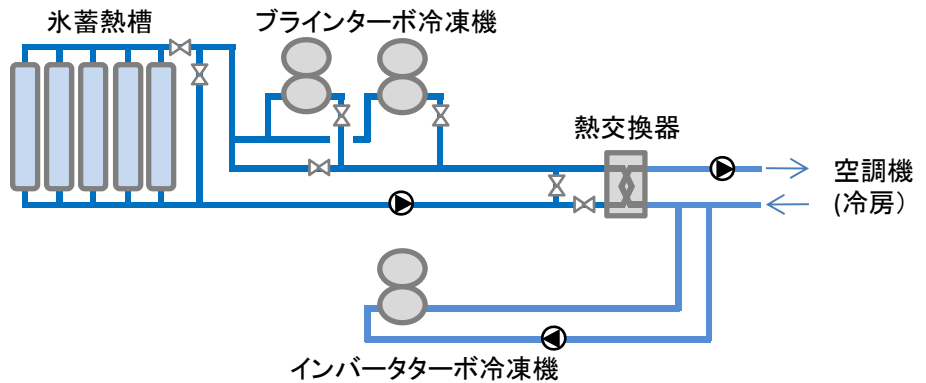 氷蓄熱槽
ブラインターボ冷凍機
熱交換器
空調機
(冷房）
インバータターボ冷凍機